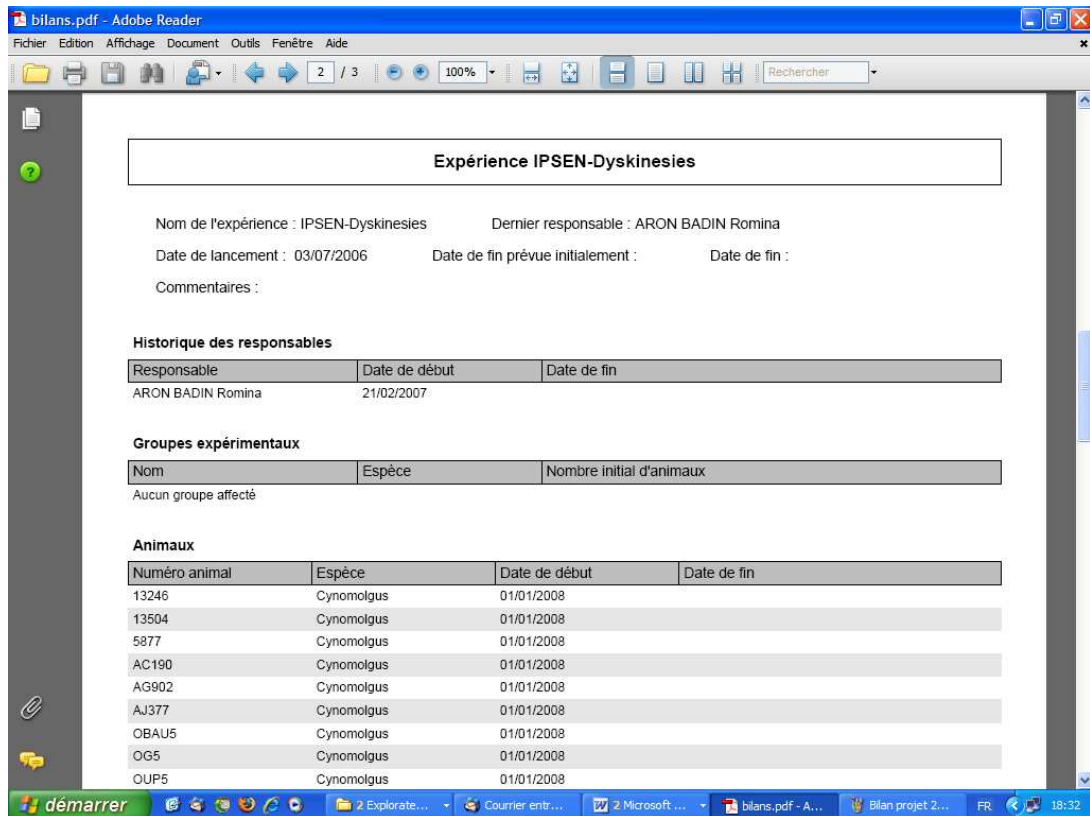 bilans.pdf - Adobe Reader
Fichier Edition Affichage Document Outils Fenêtre Aide
2 / 3 100% Rechercher
Expérience IPSEN-Dyskinesies
Nom de l'expérience : IPSEN-Dyskinesies Dernier responsable : ARON BADIN Romina
Date de lancement : 03/07/2006 Date de fin prévue initialement : Date de fin :
Commentaires :
Historique des responsables
Responsable Date de début Date de fin
ARON BADIN Romina 21/02/2007
Groupes expérimentaux
Nom Espèce Nombre initial d'animaux
Aucun groupe affecté
Animaux
Numéro animal Espèce Date de début Date de fin
13246 Cynomolgus 01/01/2008
13504 Cynomolgus 01/01/2008
5877 Cynomolgus 01/01/2008
AC190 Cynomolgus 01/01/2008
AG902 Cynomolgus 01/01/2008
AJ377 Cynomolgus 01/01/2008
OBAU5 Cynomolgus 01/01/2008
OG5 Cynomolgus 01/01/2008
OUP5 Cynomolgus 01/01/2008
démarrer 2 Explorate... Courrier entr... 2 Microsoft ... bilans.pdf - A... Bilan projet 2... FR 18:32